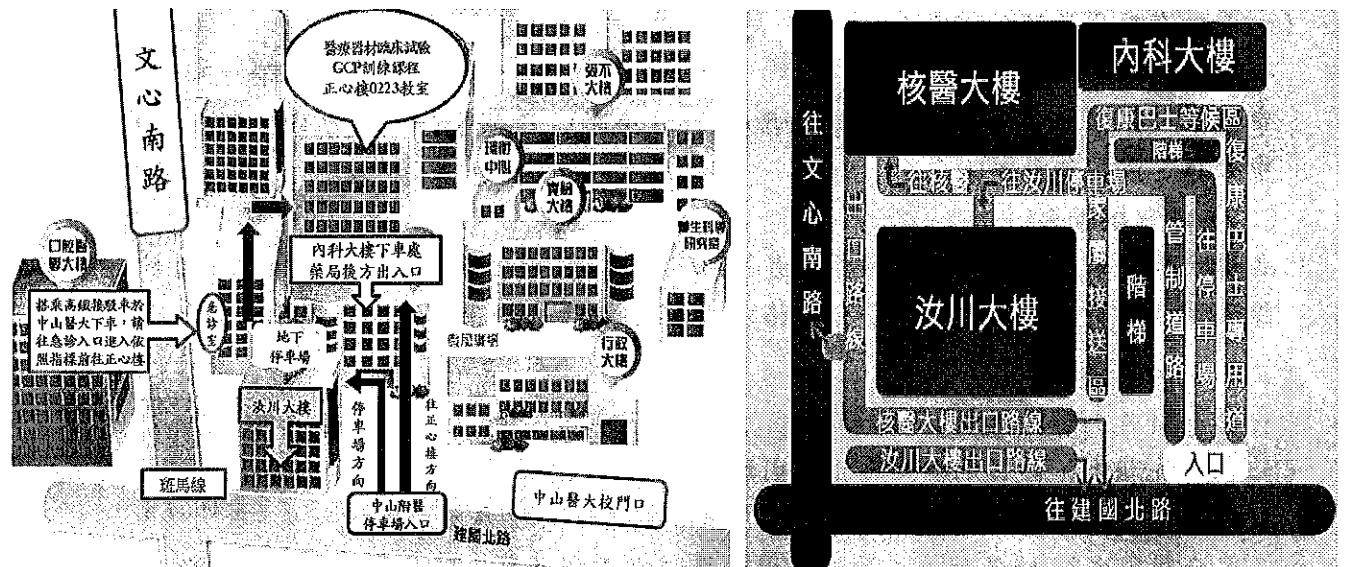 文心南路
醫療器材臨床試驗
GCP訓練課程
正心樓0223教室
大樓
中心
實驗
大樓
研究室
口腔醫
學大樓
內科大樓下車處
藥局後方出入口
搭乘高鐵接駁車於
中山醫大下車，請
往急診入口進入依
照指標前往正心樓
急診室
地下
停車場
行政
大樓
汝川大樓
停車場方向
往正心樓方向
斑馬線
中山附醫
停車場入口
中山醫大校門口
建國北路
往文心南路
核醫大樓
內科大樓
復康巴士等候區
階梯
往核醫
往汝川停車場
出口路線
汝川大樓
家屬接送區
階梯
管制道路
往停車場
復康巴士專用道
核醫大樓出口路線
汝川大樓出口路線
入口
往建國北路